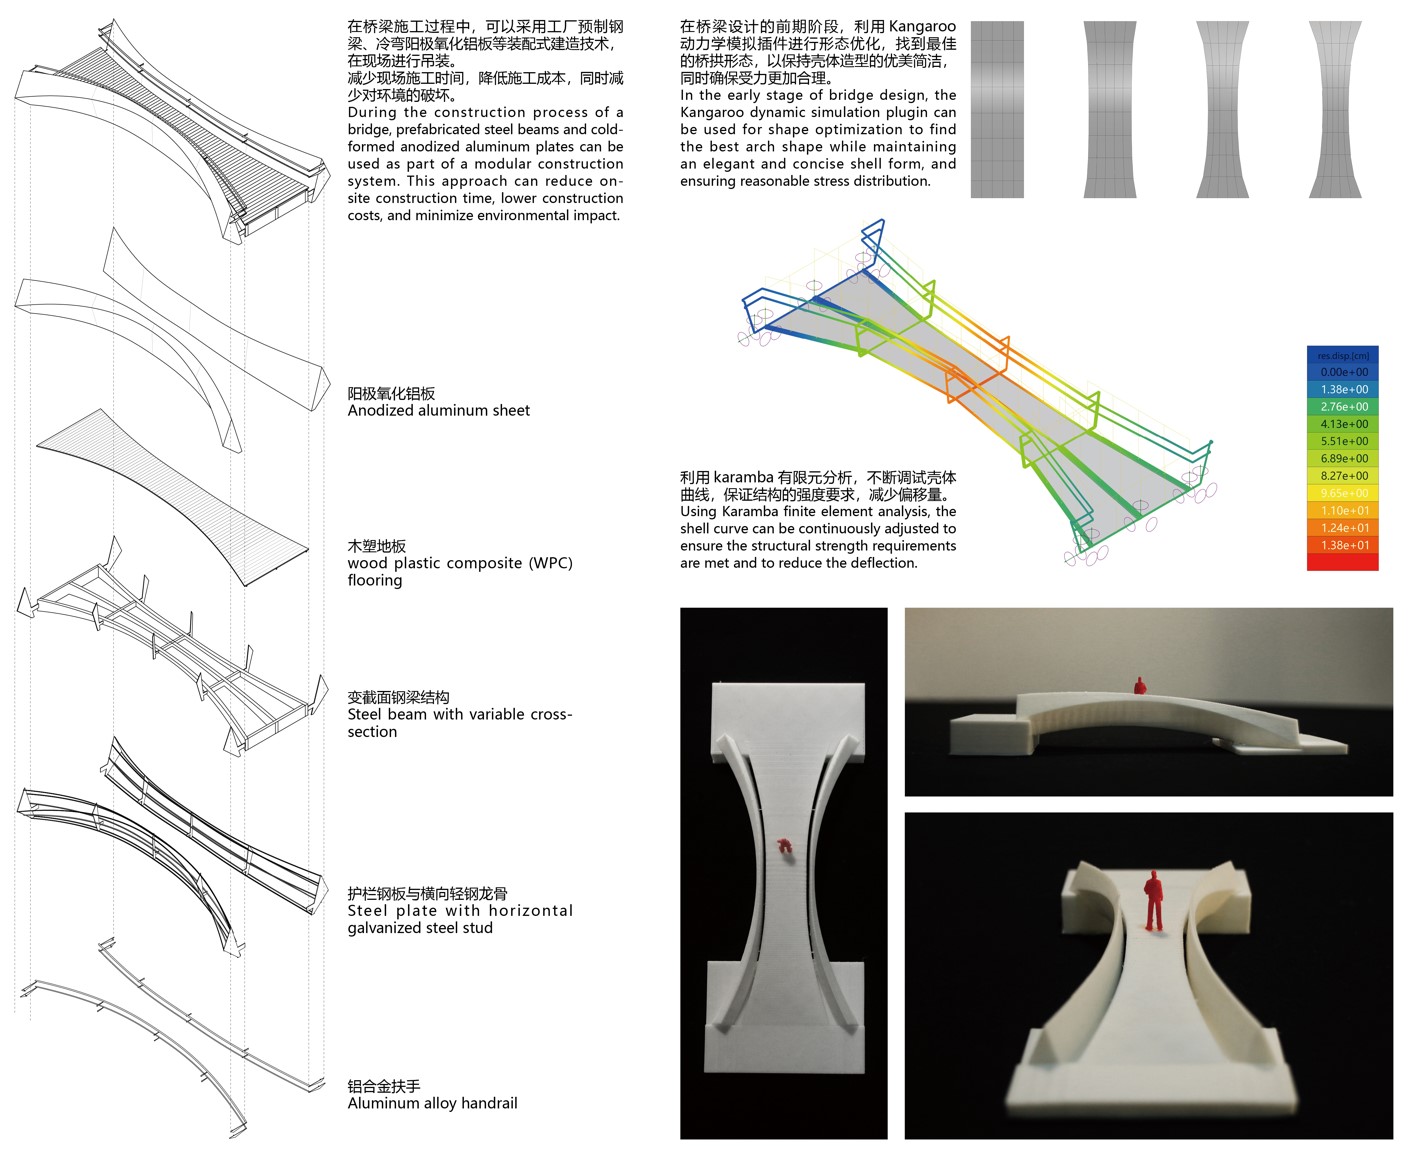 在桥梁施工过程中，可以采用工厂预制钢
梁、冷弯阳极氧化铝板等装配式建造技术，
在现场进行吊装。
减少现场施工时间，降低施工成本，同时减
少对环境的破坏。
During the construction process of a
bridge, prefabricated steel beams and cold-
formed anodized aluminum plates can be
used as part of a modular construction
system. This approach can reduce on-
site construction time, lower construction
costs, and minimize environmental impact.
阳极氧化铝板
Anodized aluminum sheet
木塑地板
wood plastic composite (WPC)
flooring
变截面钢梁结构
Steel beam with variable cross-
section
护栏钢板与横向轻钢龙骨
Steel plate with horizontal
galvanized steel stud
铝合金扶手
Aluminum alloy handrail
在桥梁设计的前期阶段，利用 Kangaroo
动力学模拟插件进行形态优化，找到最佳
的桥拱形态，以保持壳体造型的优美简洁，
同时确保受力更加合理。
In the early stage of bridge design, the
Kangaroo dynamic simulation plugin can
be used for shape optimization to find
the best arch shape while maintaining
an elegant and concise shell form, and
ensuring reasonable stress distribution.
利用 karamba 有限元分析，不断调试壳体
曲线，保证结构的强度要求，减少偏移量。
Using Karamba finite element analysis, the
shell curve can be continuously adjusted to
ensure the structural strength requirements
are met and to reduce the deflection.
res.disp.[cm]
0.00e+00
1.38e+00
2.76e+00
4.13e+00
5.51e+00
6.89e+00
8.27e+00
9.65e+00
1.10e+01
1.24e+01
1.38e+01